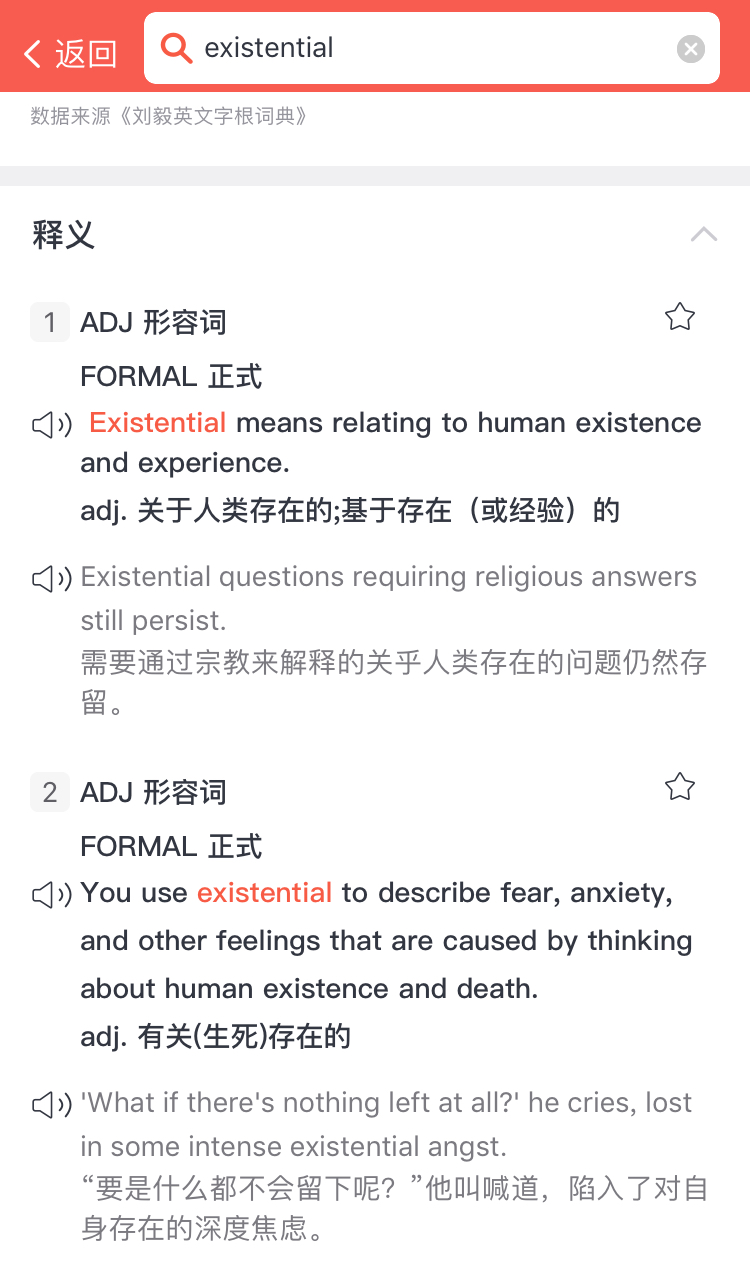 返回
existential
数据来源《刘毅英文字根词典》
释义
1 ADJ 形容词
FORMAL 正式
Existential means relating to human existence
and experience.
adj. 关于人类存在的;基于存在（或经验）的
Existential questions requiring religious answers
still persist.
需要通过宗教来解释的关乎人类存在的问题仍然存
留。
2 ADJ 形容词
FORMAL 正式
You use existential to describe fear, anxiety,
and other feelings that are caused by thinking
about human existence and death.
adj. 有关(生死)存在的
'What if there's nothing left at all?' he cries, lost
in some intense existential angst.
“要是什么都不会留下呢？”他叫喊道，陷入了对自
身存在的深度焦虑。